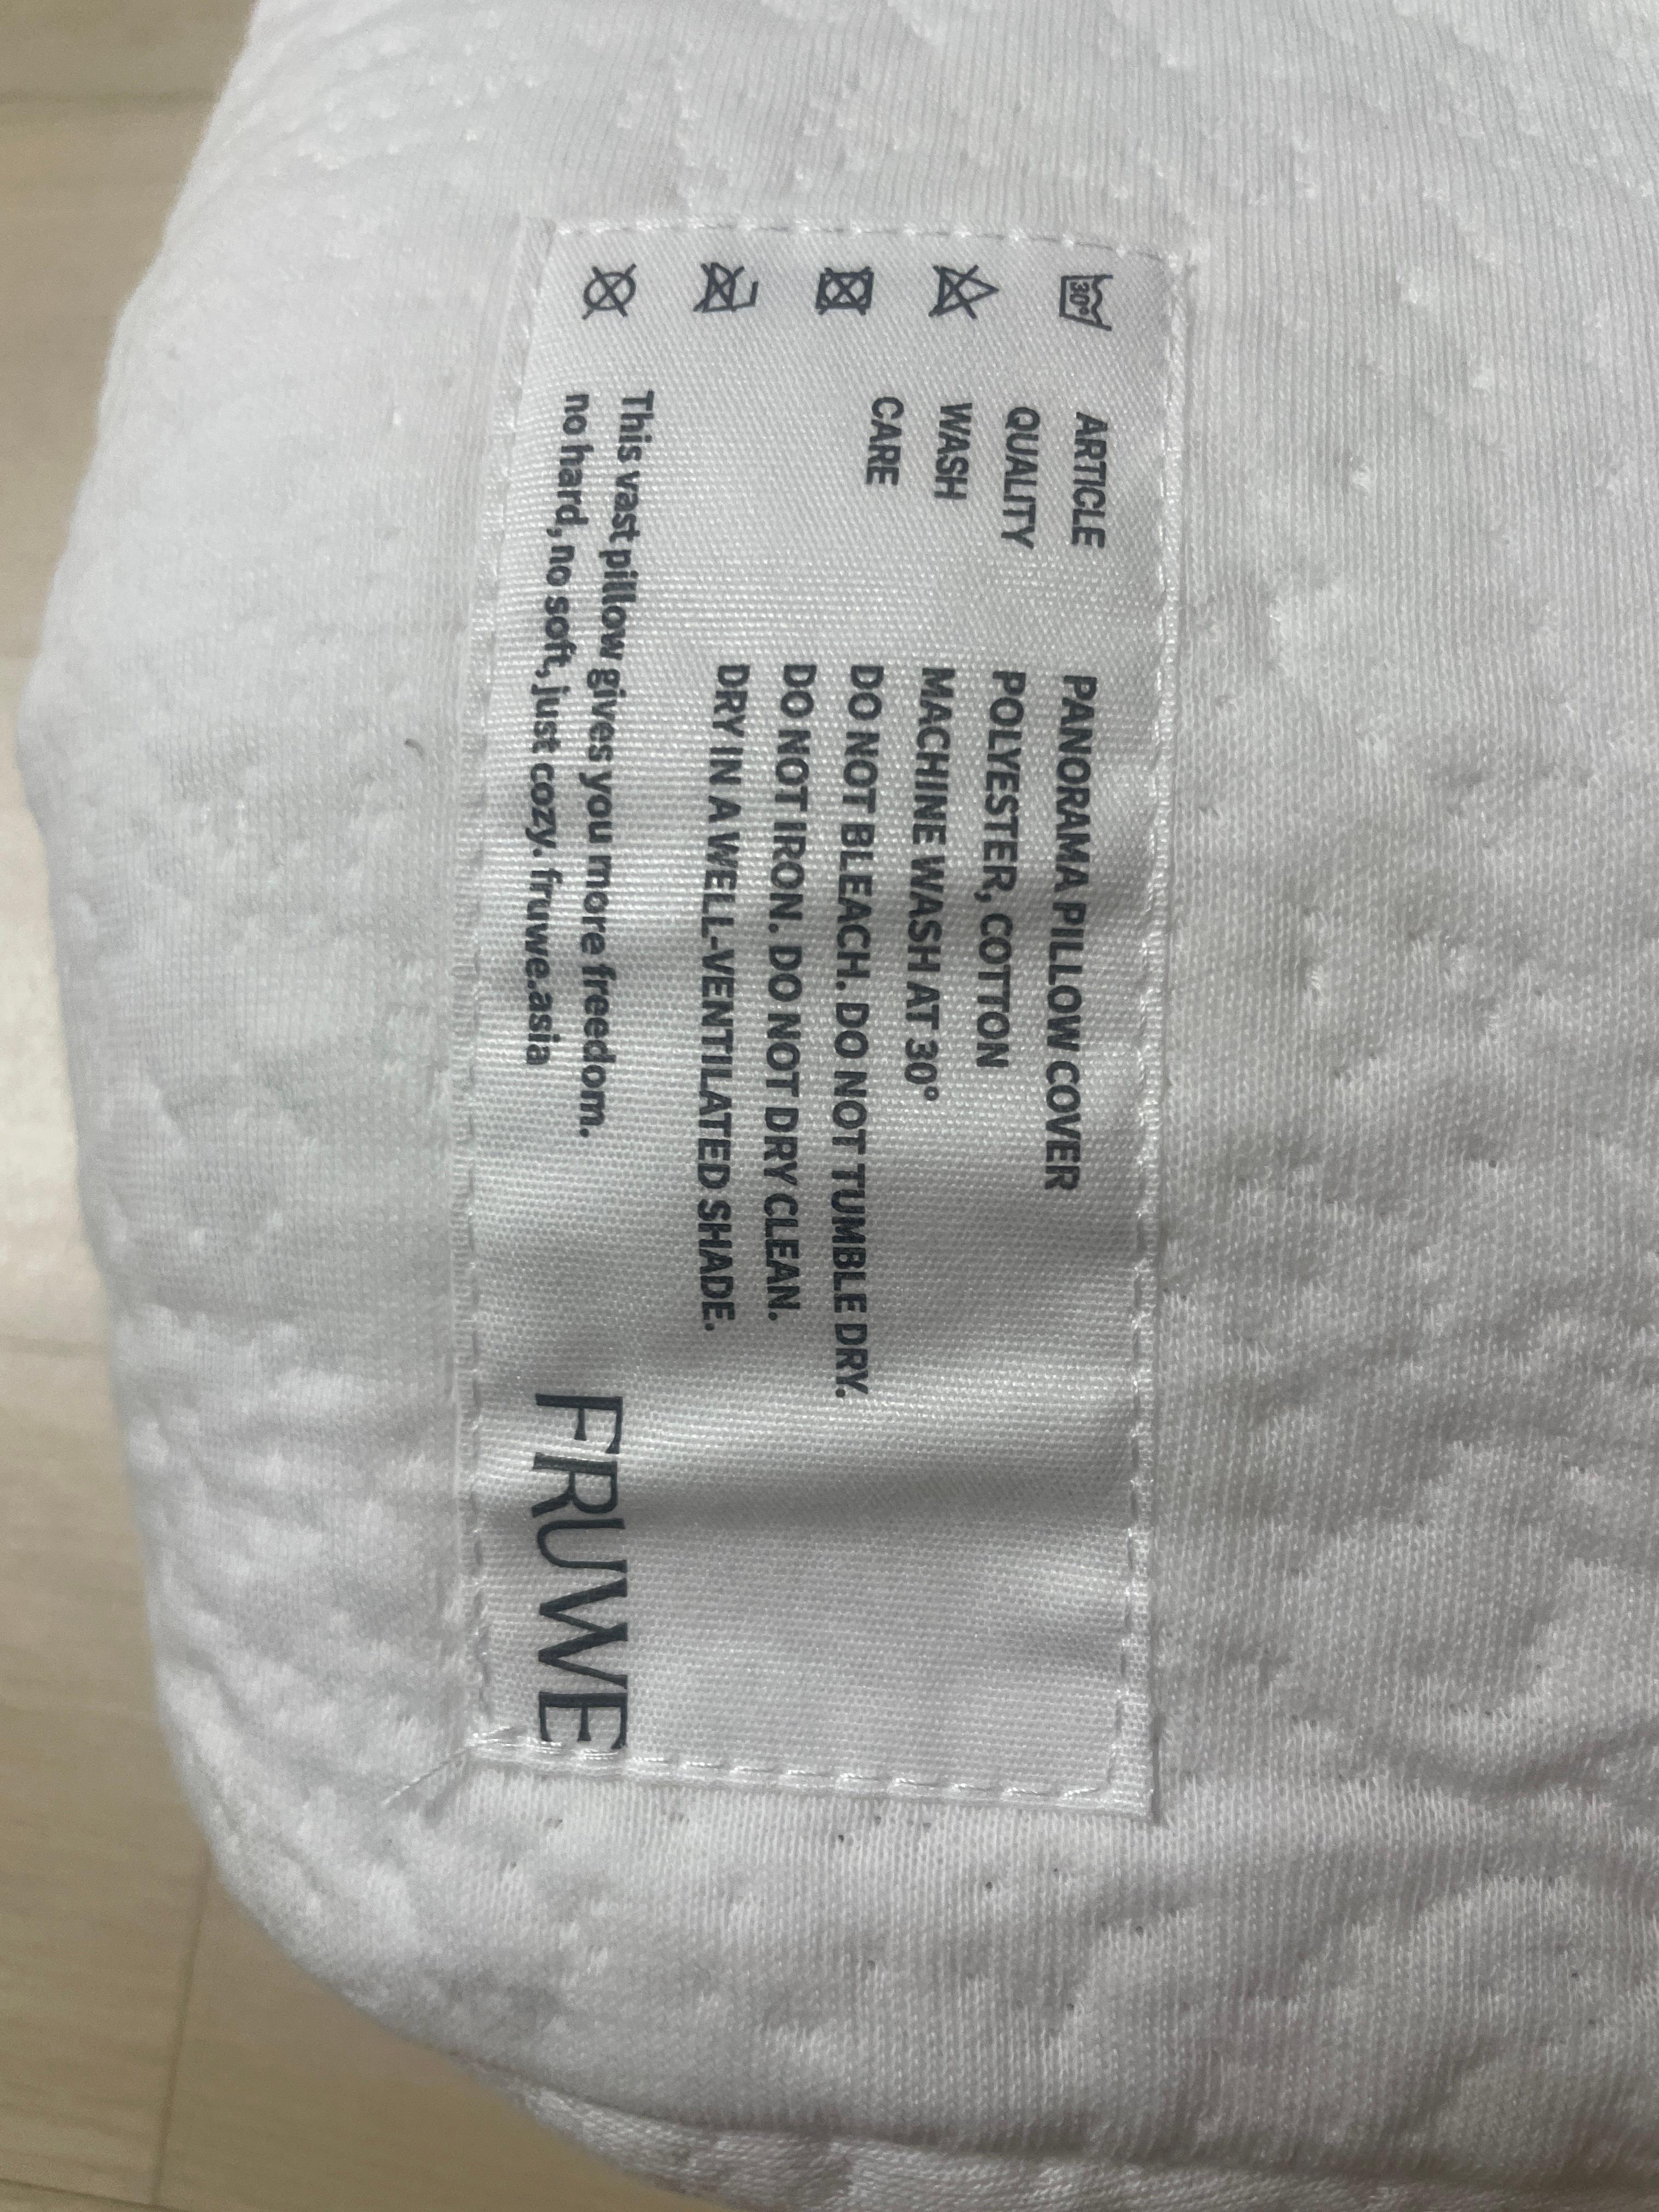 30°
ARTICLE PANORAMA PILLOW COVER
QUALITY POLYESTER, COTTON
WASH MACHINE WASH AT 30°
CARE DO NOT BLEACH. DO NOT TUMBLE DRY.
DO NOT IRON. DO NOT DRY CLEAN.
DRY IN A WELL-VENTILATED SHADE.
This vast pillow gives you more freedom.
no hard, no soft, just cozy. fruwe.asia
FRUWE